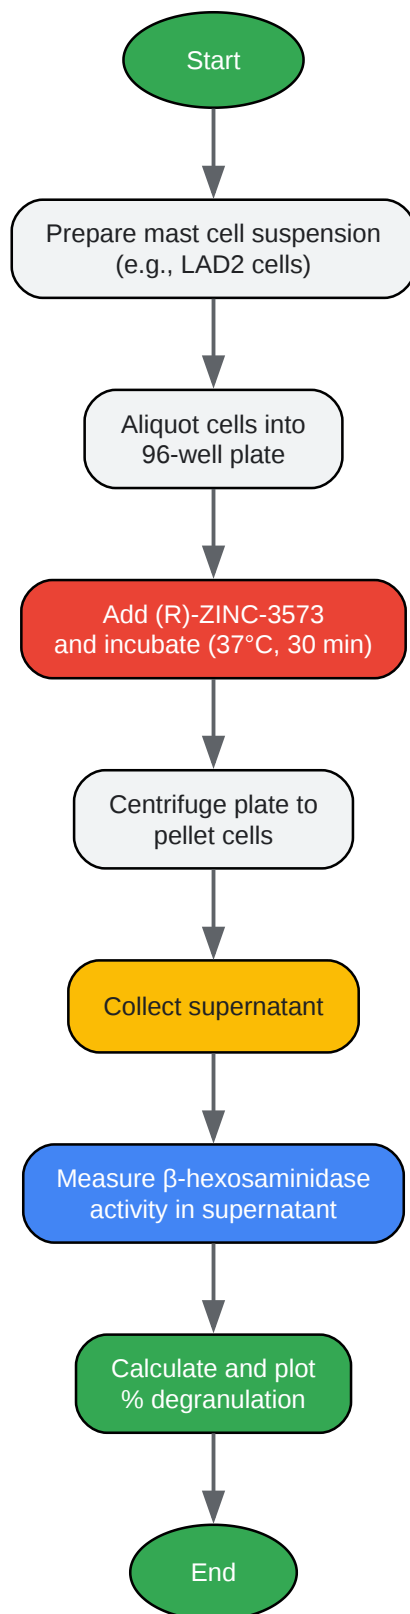 Start
Prepare mast cell suspension
(e.g., LAD2 cells)
Aliquot cells into
96-well plate
Add (R)-ZINC-3573
and incubate (37°C, 30 min)
Centrifuge plate to
pellet cells
Collect supernatant
Measure β-hexosaminidase
activity in supernatant
Calculate and plot
% degranulation
End